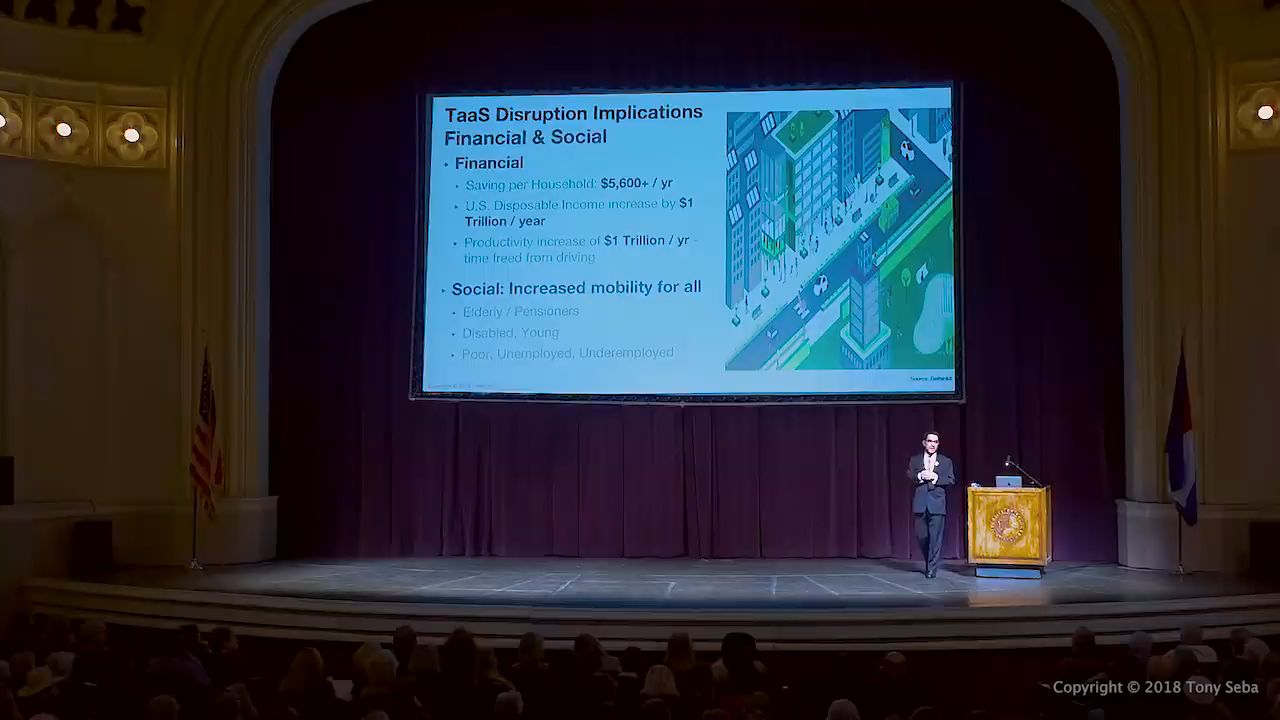 TaaS Disruption Implications
Financial & Social
Financial
Saving per Household: $5,600+ / yr
U.S. Disposable Income increase by $1
Trillion / year
Productivity increase of $1 Trillion / yr -
time freed from driving
Social: Increased mobility for all
Elderly / Pensioners
Disabled, Young
Poor, Unemployed, Underemployed
Copyright © 2018 Tony Seba